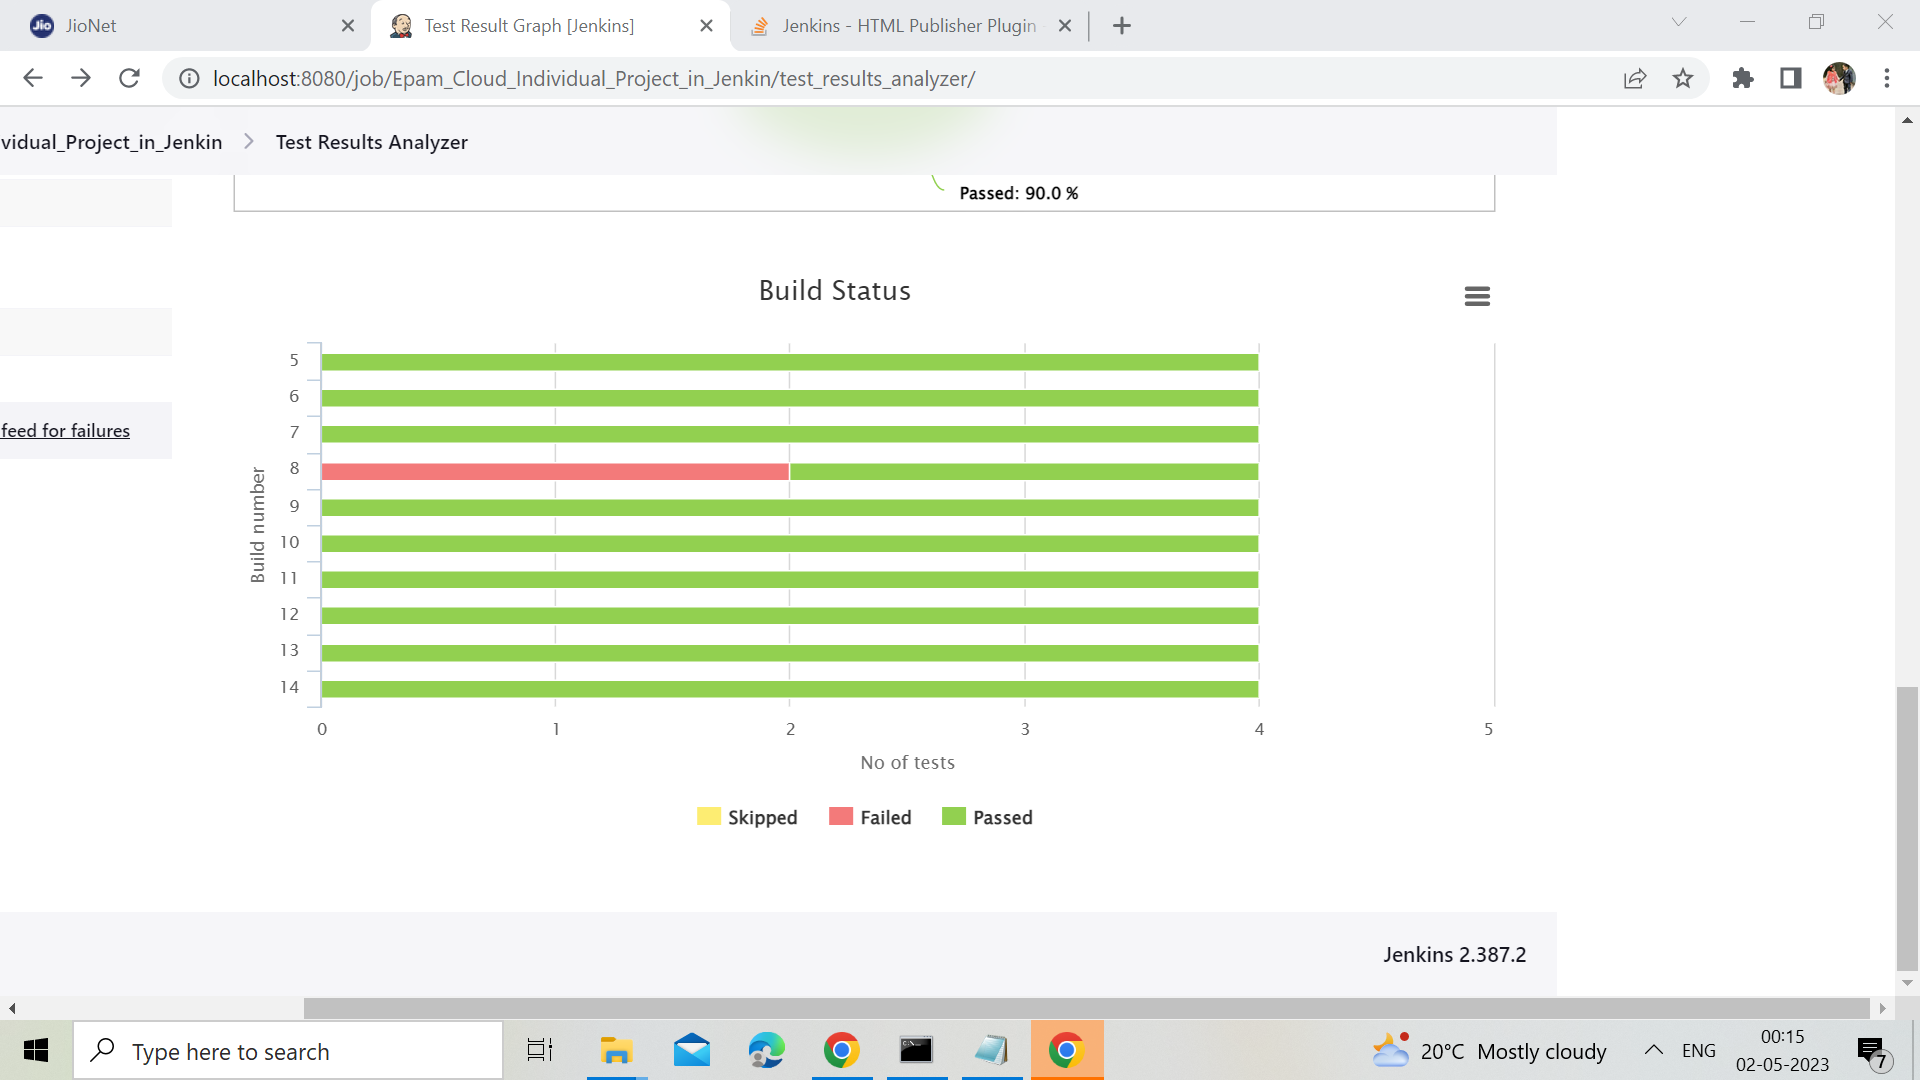 JioNet
Test Result Graph [Jenkins]
Jenkins - HTML Publisher Plugin
localhost:8080/job/Epam_Cloud_Individual_Project_in_Jenkin/test_results_analyzer/
vidual_Project_in_Jenkin
Test Results Analyzer
Passed: 90.0 %
feed for failures
Build Status
Build number
5
6
7
8
9
10
11
12
13
14
0 1 2 3 4 5
No of tests
Skipped Failed Passed
Jenkins 2.387.2
Type here to search
20°C Mostly cloudy
ENG
00:15
02-05-2023
7